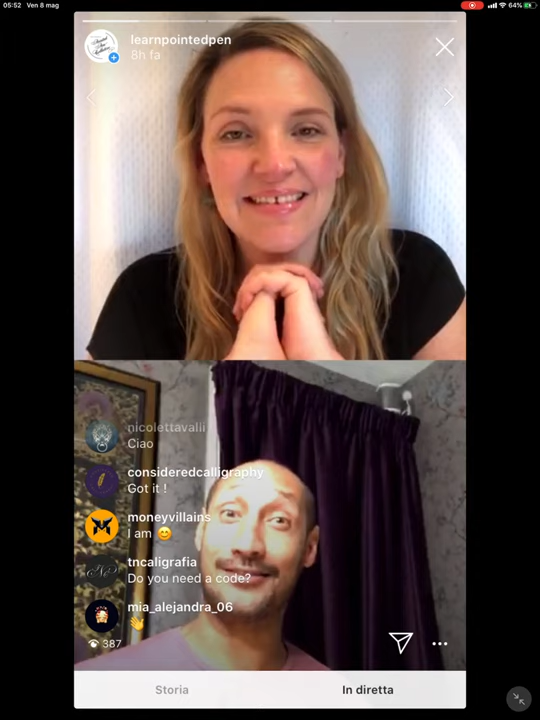 05:52 Ven 8 mag
64%
learnpointedpen
8h fa
nicolettavalli
Ciao
consideredcalligraphy
Got it !
moneyvillains
I am 😊
tncaligrafia
Do you need a code?
mia_alejandra_06
👋
387
Storia
In diretta